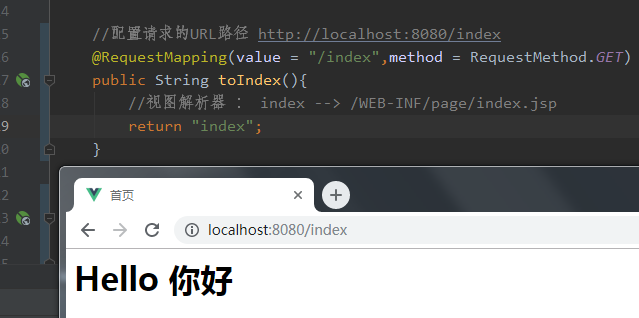 4
5
//配置请求的URL路径 http://localhost:8080/index
6
@RequestMapping(value = "/index",method = RequestMethod.GET)
7
public String toIndex(){
8
//视图解析器 : index --> /WEB-INF/page/index.jsp
9
return "index";
0
}
1
2
3
4
5
首页
localhost:8080/index
Hello 你好